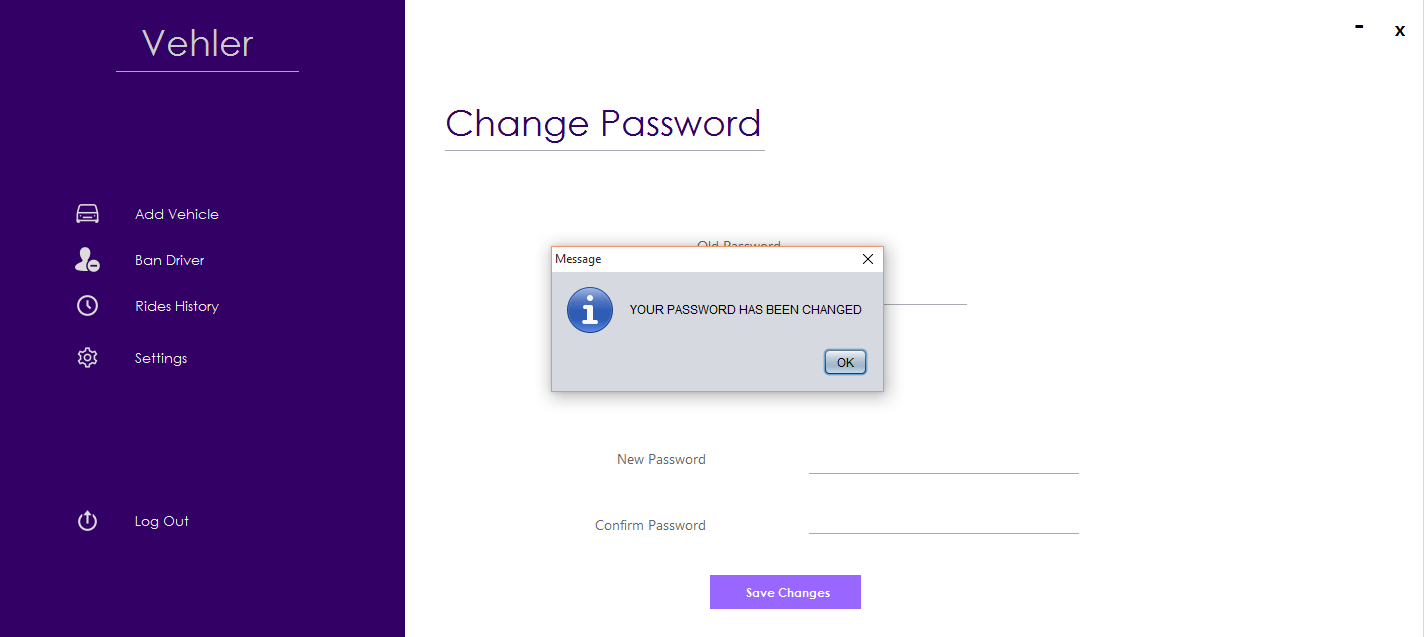 Vehler
- x
Change Password
Add Vehicle
Ban Driver
Rides History
Settings
Log Out
Old Password
Message
YOUR PASSWORD HAS BEEN CHANGED
OK
New Password
Confirm Password
Save Changes